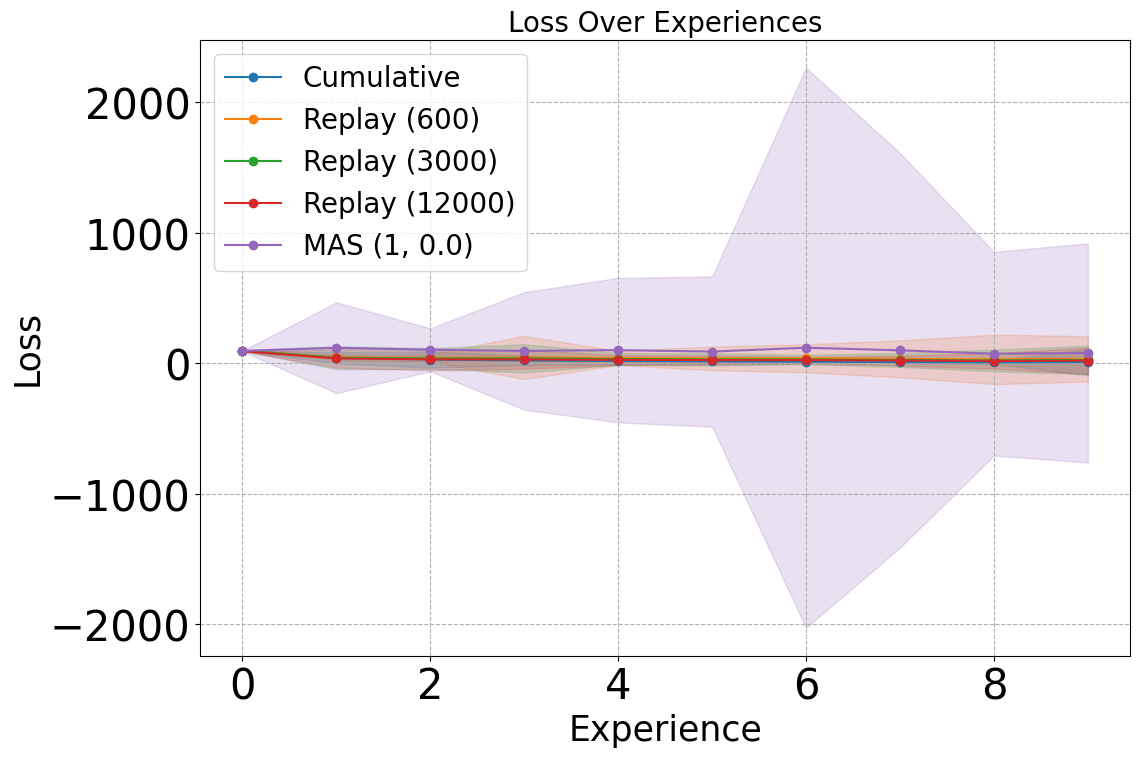 Loss Over Experiences
Cumulative
Replay (600)
Replay (3000)
Replay (12000)
MAS (1, 0.0)
2000
1000
0
−1000
−2000
Loss
0 2 4 6 8
Experience